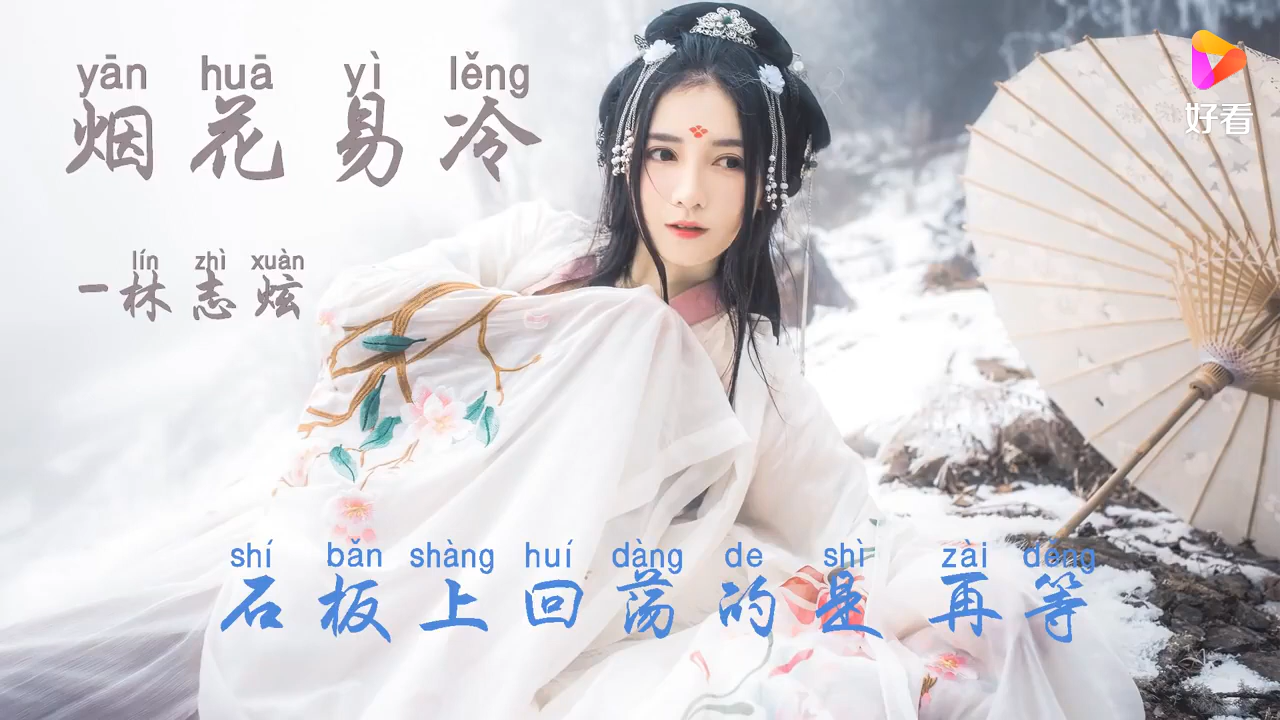 yān huā yì lěng
烟花易冷
lín zhì xuàn
-林志炫
好看
shí bǎn shàng huí dàng de shì zài děng
石板上回荡的是 再等